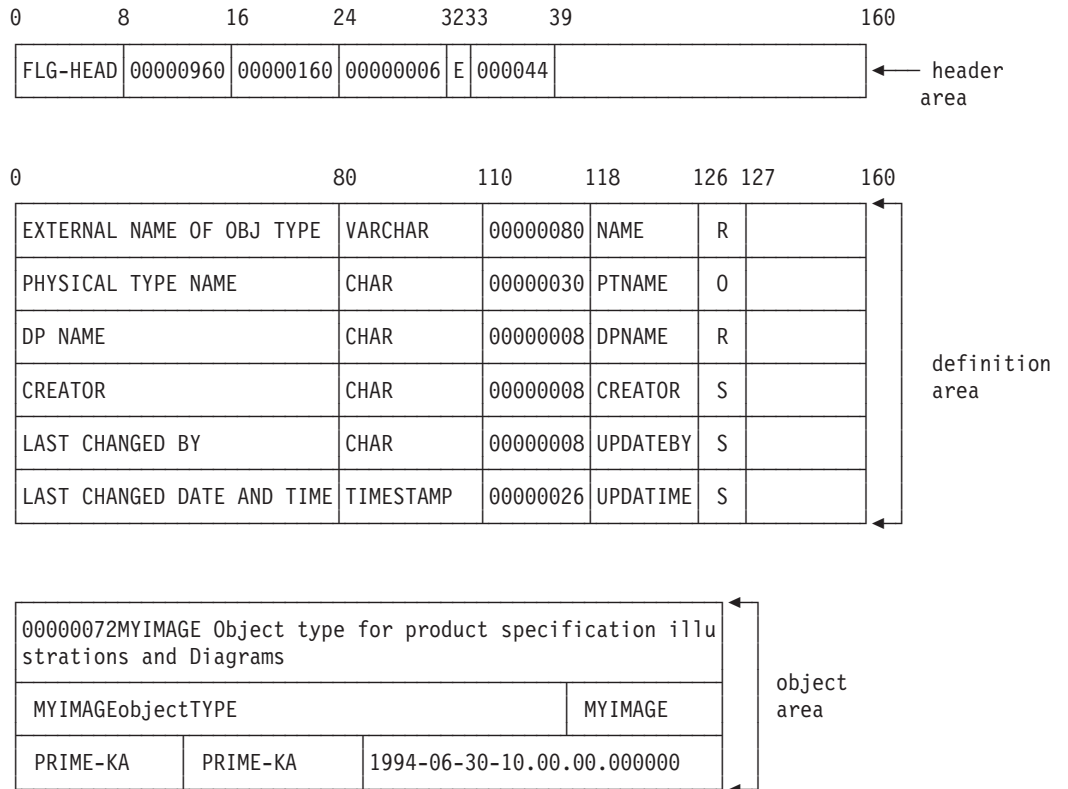 0 8 16 24 3233 39 160
FLG-HEAD 00000960 00000160 00000006 E 000044 header
area
0 80 110 118 126 127 160
EXTERNAL NAME OF OBJ TYPE VARCHAR 00000080 NAME R
PHYSICAL TYPE NAME CHAR 00000030 PTNAME O
DP NAME CHAR 00000008 DPNAME R
definition
CREATOR CHAR 00000008 CREATOR S area
LAST CHANGED BY CHAR 00000008 UPDATEBY S
LAST CHANGED DATE AND TIME TIMESTAMP 00000026 UPDATIME S
00000072MYIMAGE Object type for product specification illu
strations and Diagrams
object
MYIMAGEobjectTYPE MYIMAGE area
PRIME-KA PRIME-KA 1994-06-30-10.00.00.000000